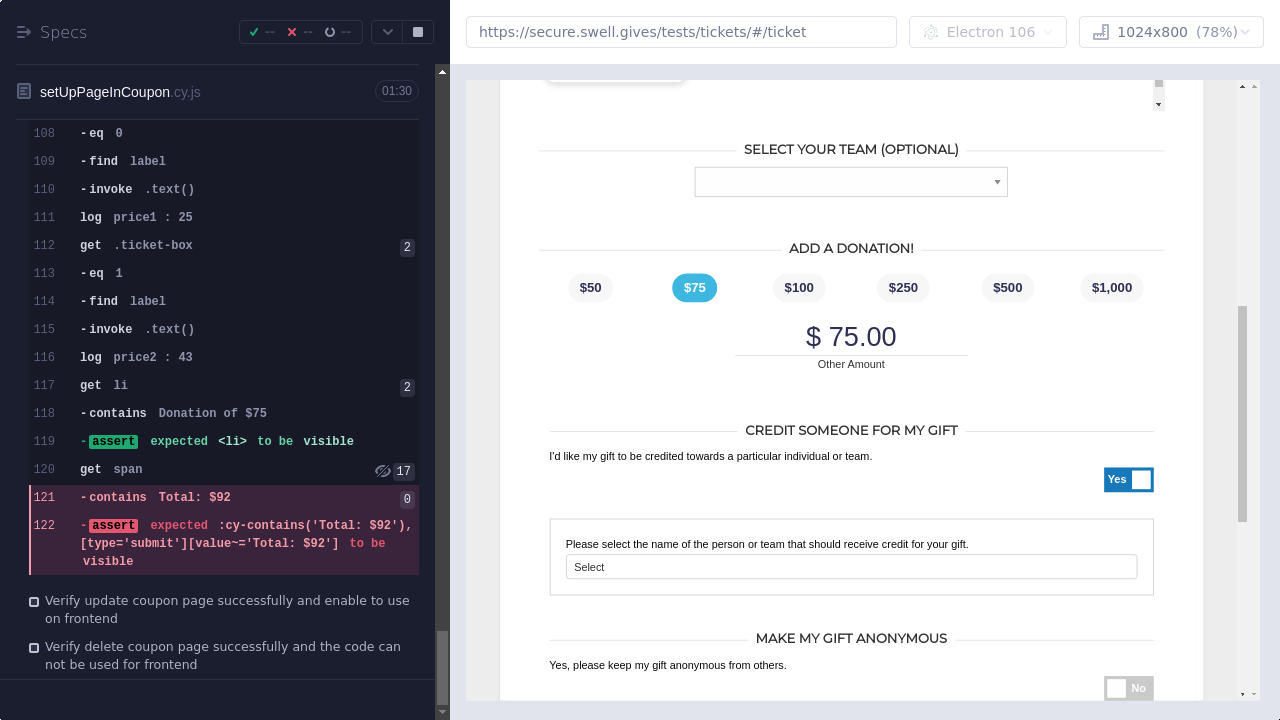 Specs
--
--
--
https://secure.swell.gives/tests/tickets/#/ticket
Electron 106
1024x800 (78%)
setUpPageInCoupon.cy.js
01:30
108 -eq 0
109 -find label
110 -invoke .text()
111 log price1 : 25
112 get .ticket-box 2
113 -eq 1
114 -find label
115 -invoke .text()
116 log price2 : 43
117 get li 2
118 -contains Donation of $75
119 -assert expected <li> to be visible
120 get span 17
121 -contains Total: $92 0
122 -assert expected :cy-contains('Total: $92'),
[type='submit'][value~='Total: $92'] to be
visible
Verify update coupon page successfully and enable to use
on frontend
Verify delete coupon page successfully and the code can
not be used for frontend
SELECT YOUR TEAM (OPTIONAL)
ADD A DONATION!
$50 $75 $100 $250 $500 $1,000
$ 75.00
Other Amount
CREDIT SOMEONE FOR MY GIFT
I'd like my gift to be credited towards a particular individual or team.
Yes
Please select the name of the person or team that should receive credit for your gift.
Select
MAKE MY GIFT ANONYMOUS
Yes, please keep my gift anonymous from others.
No